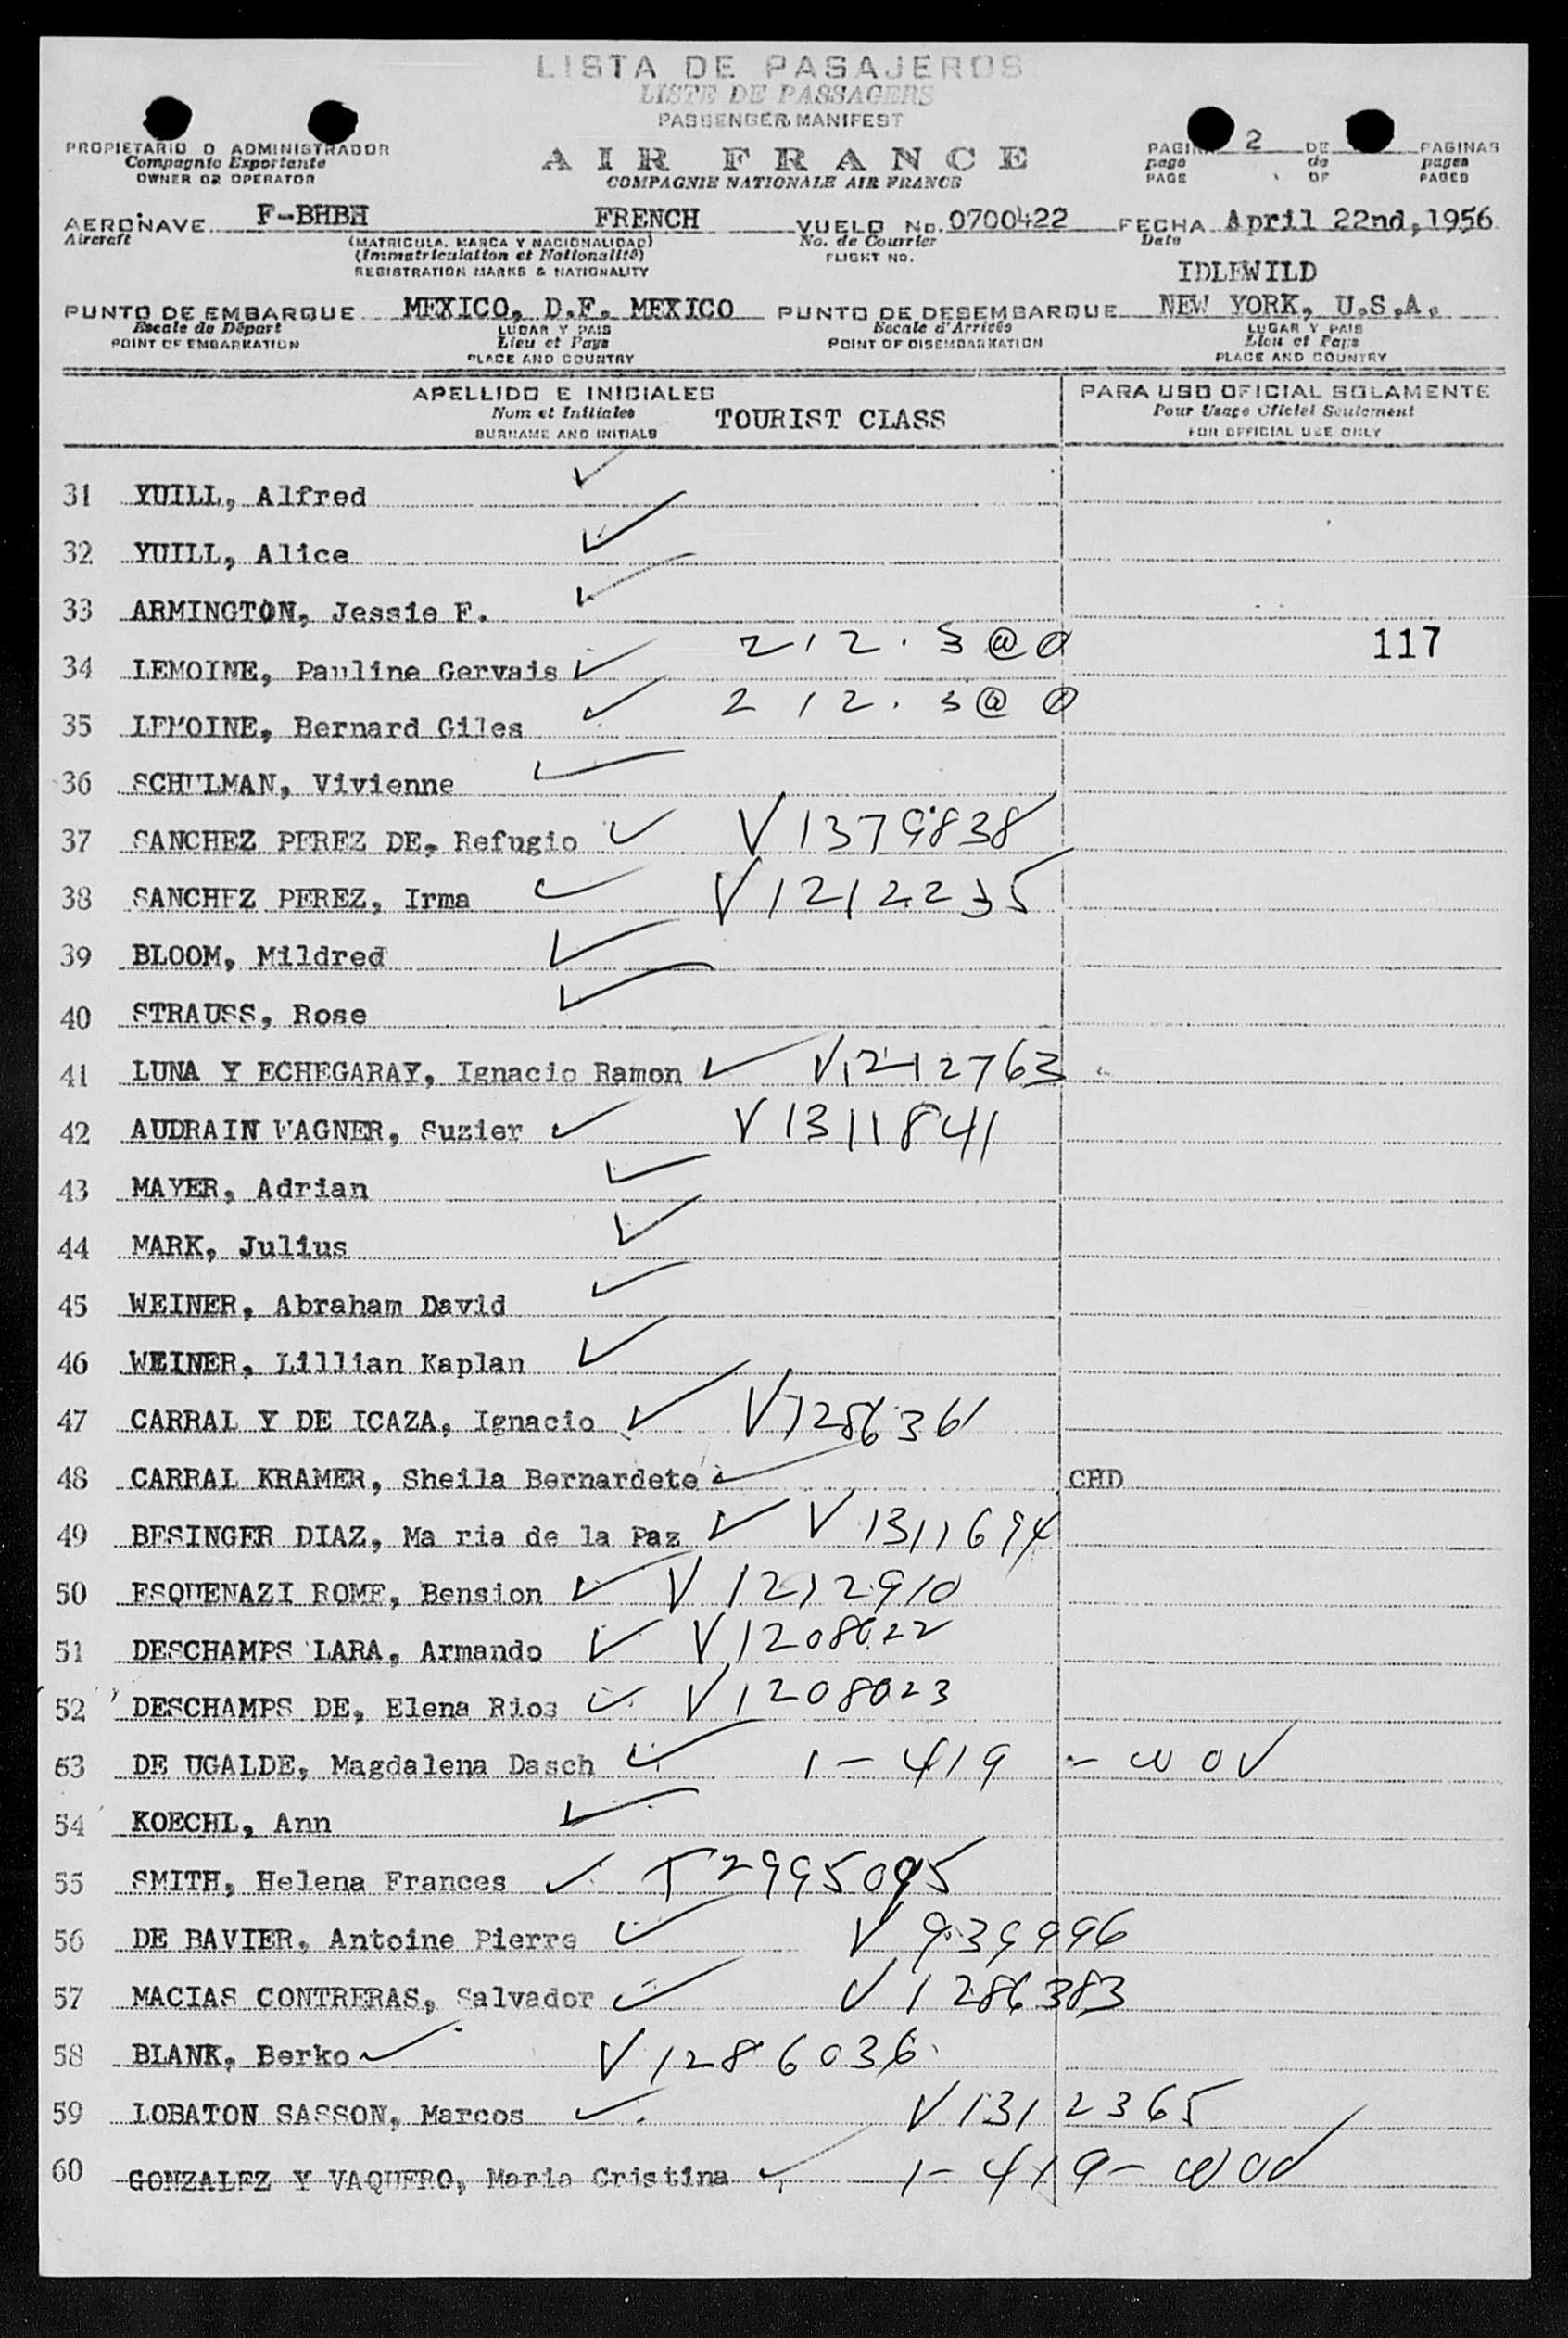 LISTA DE PASAJEROS
LISTE DE PASSAGERS
PASSENGER MANIFEST
PROPIETARIO O ADMINISTRADOR
Compagnie Exportante
OWNER OR OPERATOR
AIR FRANCE
COMPAGNIE NATIONALE AIR FRANCE
PAGINA 2 DE PAGINAS
page de pages
PAGE OF PAGES
AERONAVE F-BHBH FRENCH VUELO No. 0700422 FECHA April 22nd, 1956
Aircraft (MATRICULA, MARCA Y NACIONALIDAD) No. de Courrier Date
(Immatriculation et Nationalité) FLIGHT NO.
REGISTRATION MARKS & NATIONALITY
IDLEWILD
PUNTO DE EMBARQUE MEXICO, D.F. MEXICO PUNTO DE DESEMBARQUE NEW YORK, U.S.A.
Escale de Départ LUGAR Y PAIS Escale d'Arrivée LUGAR Y PAIS
POINT OF EMBARKATION Lieu et Pays POINT OF DISEMBARKATION Lieu et Pays
PLACE AND COUNTRY PLACE AND COUNTRY
APELLIDO E INICIALES PARA USO OFICIAL SOLAMENTE
Nom et Initiales TOURIST CLASS Pour Usage Officiel Seulement
SURNAME AND INITIALS FOR OFFICIAL USE ONLY
31 YUILL, Alfred
32 YUILL, Alice
33 ARMINGTON, Jessie F.
34 LEMOINE, Pauline Gervais 212.3@@ 117
35 LEMOINE, Bernard Giles 212.3@@
36 SCHULMAN, Vivienne
37 SANCHEZ PEREZ DE, Refugio V1379838
38 SANCHEZ PEREZ, Irma V1212235
39 BLOOM, Mildred
40 STRAUSS, Rose
41 LUNA Y ECHEGARAY, Ignacio Ramon V1212763
42 AUDRAIN WAGNER, Suzier V1311841
43 MAYER, Adrian
44 MARK, Julius
45 WEINER, Abraham David
46 WEINER, Lillian Kaplan
47 CARRAL Y DE ICAZA, Ignacio
48 CARRAL KRAMER, Sheila Bernardete CHD
49 BESINGER DIAZ, Ma ria de la Paz V1311694
50 ESQUENAZI ROME, Bension V1212910
51 DESCHAMPS LARA, Armando V1208022
52 DESCHAMPS DE, Elena Rios V1208023
53 DE UGALDE, Magdalena Dasch 1-419 - WOV
54 KOECHL, Ann
55 SMITH, Helena Frances T2995095
56 DE BAVIER, Antoine Pierre V939996
57 MACIAS CONTRERAS, Salvador V1286383
58 BLANK, Berko V1286036
59 LOBATON SASSON, Marcos V1312365
60 GONZALEZ Y VAQUERO, Maria Cristina 1-419-WOV